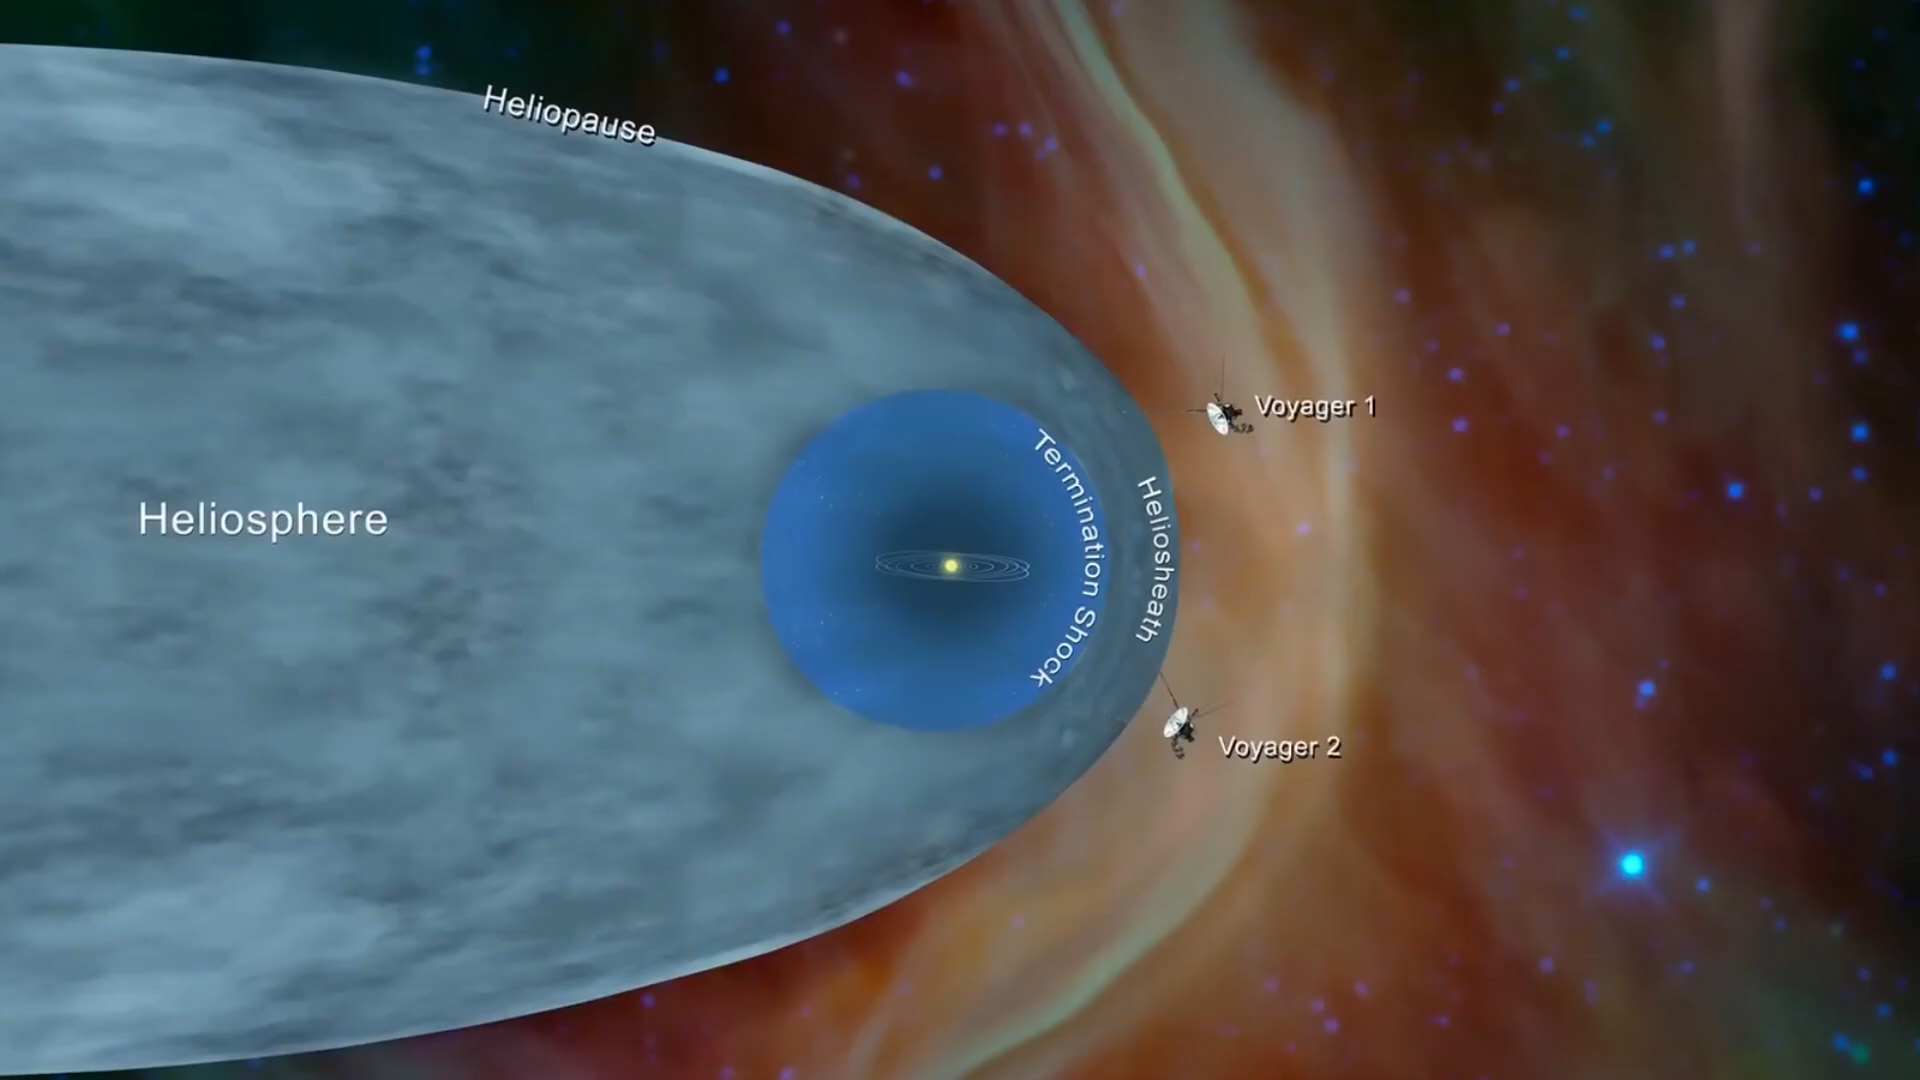 Heliopause
Voyager 1
Termination Shock
Heliosheath
Heliosphere
Voyager 2